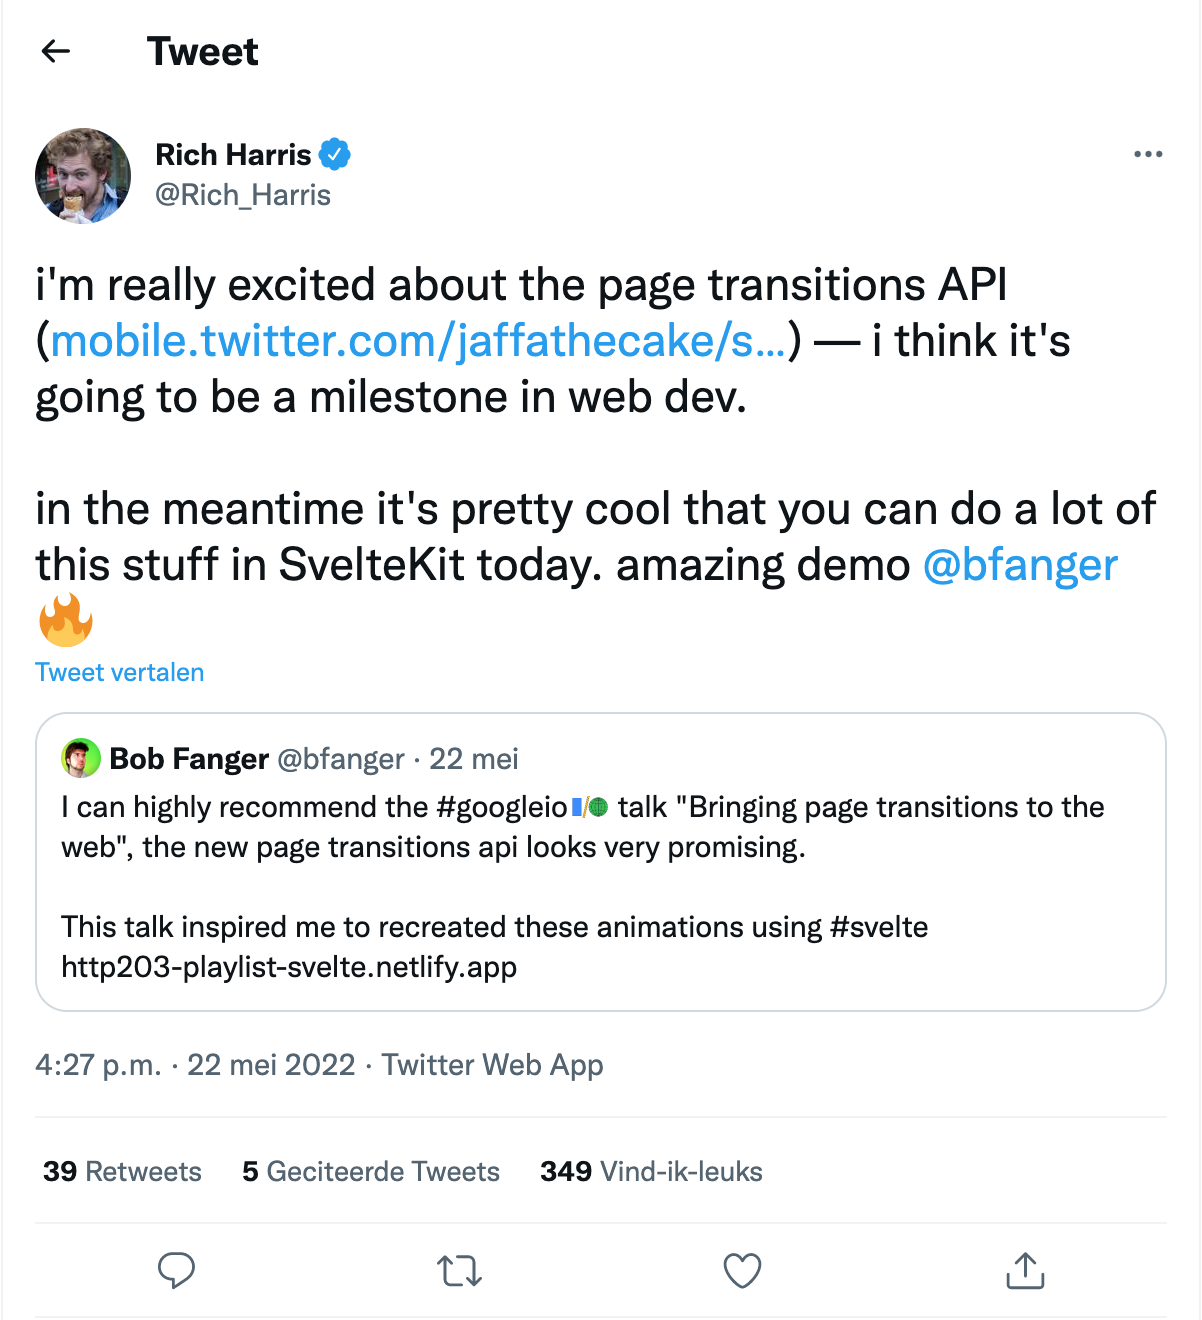 Tweet
Rich Harris
@Rich_Harris
i'm really excited about the page transitions API
(mobile.twitter.com/jaffathecake/s...) — i think it's
going to be a milestone in web dev.
in the meantime it's pretty cool that you can do a lot of
this stuff in SvelteKit today. amazing demo @bfanger
🔥
Tweet vertalen
Bob Fanger @bfanger · 22 mei
I can highly recommend the #googleio talk "Bringing page transitions to the
web", the new page transitions api looks very promising.
This talk inspired me to recreated these animations using #svelte
http203-playlist-svelte.netlify.app
4:27 p.m. · 22 mei 2022 · Twitter Web App
39 Retweets 5 Geciteerde Tweets 349 Vind-ik-leuks